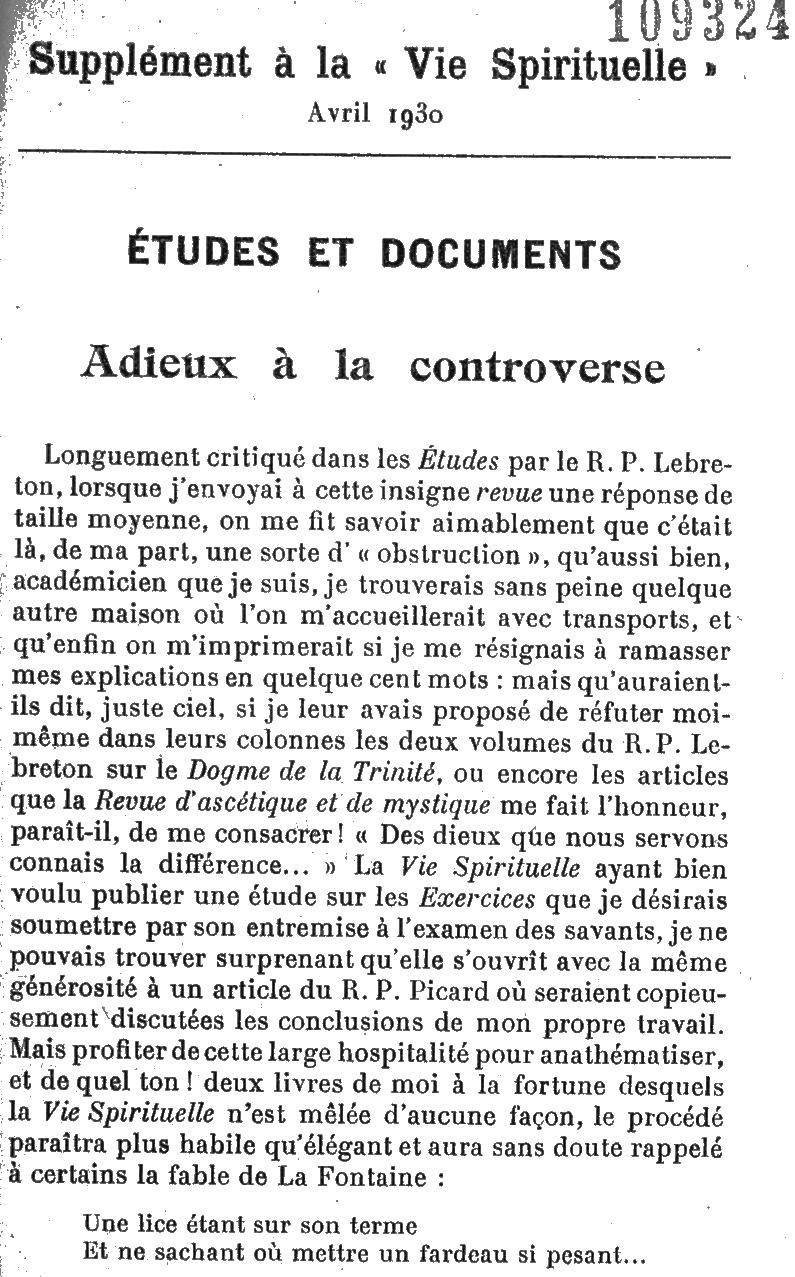 109324
Supplément à la « Vie Spirituelle »
Avril 1930
ÉTUDES ET DOCUMENTS
Adieux à la controverse
Longuement critiqué dans les Études par le R. P. Lebre-
ton, lorsque j'envoyai à cette insigne revue une réponse de
taille moyenne, on me fit savoir aimablement que c'était
là, de ma part, une sorte d' « obstruction », qu'aussi bien,
académicien que je suis, je trouverais sans peine quelque
autre maison où l'on m'accueillerait avec transports, et
qu'enfin on m'imprimerait si je me résignais à ramasser
mes explications en quelque cent mots : mais qu'auraient-
ils dit, juste ciel, si je leur avais proposé de réfuter moi-
même dans leurs colonnes les deux volumes du R. P. Le-
breton sur le Dogme de la Trinité, ou encore les articles
que la Revue d'ascétique et de mystique me fait l'honneur,
paraît-il, de me consacrer ! « Des dieux que nous servons
connais la différence... » La Vie Spirituelle ayant bien
voulu publier une étude sur les Exercices que je désirais
soumettre par son entremise à l'examen des savants, je ne
pouvais trouver surprenant qu'elle s'ouvrît avec la même
générosité à un article du R. P. Picard où seraient copieu-
sement discutées les conclusions de mon propre travail.
Mais profiter de cette large hospitalité pour anathématiser,
et de quel ton ! deux livres de moi à la fortune desquels
la Vie Spirituelle n'est mêlée d'aucune façon, le procédé
paraîtra plus habile qu'élégant et aura sans doute rappelé
à certains la fable de La Fontaine :
Une lice étant sur son terme
Et ne sachant où mettre un fardeau si pesant...